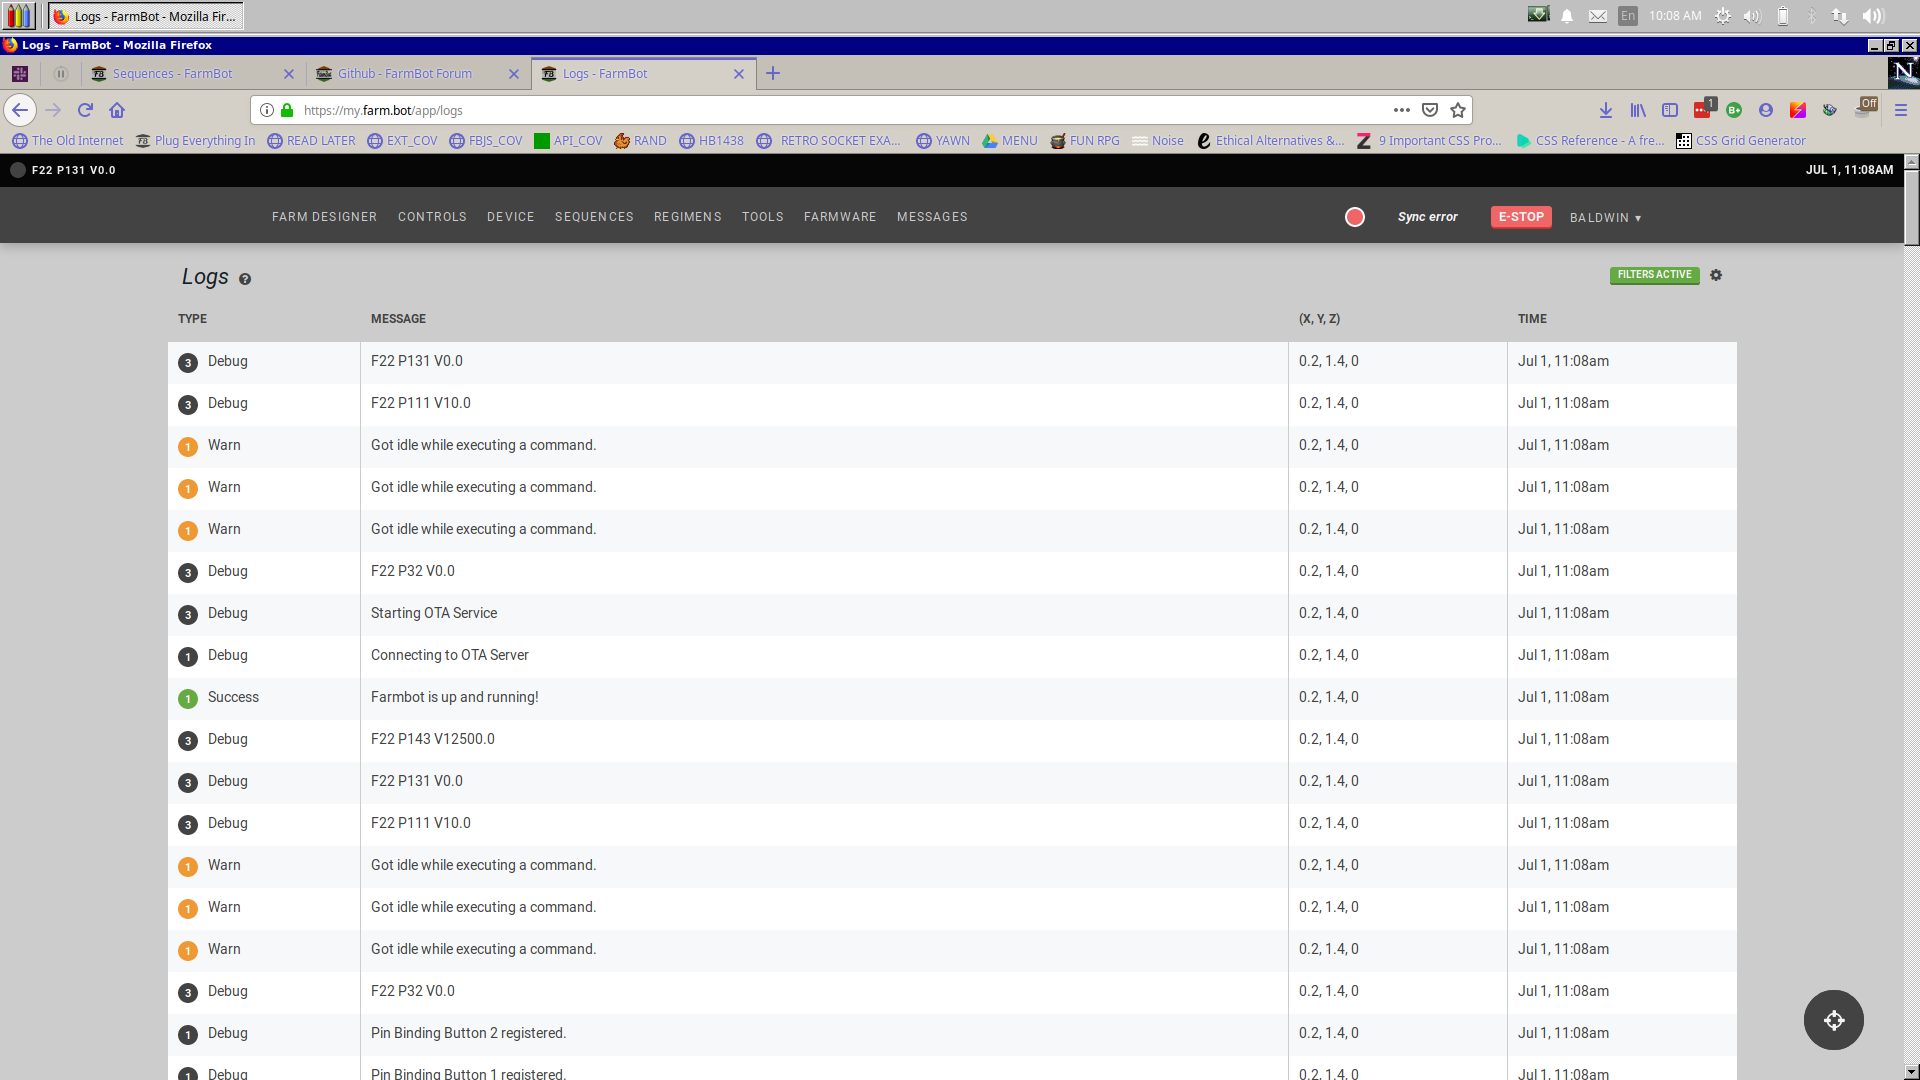 Logs - FarmBot - Mozilla Fir...
En
10:08 AM
Logs - FarmBot - Mozilla Firefox
Sequences - FarmBot
Github - FarmBot Forum
Logs - FarmBot
N
https://my.farm.bot/app/logs
1
B+
Off
The Old Internet
Plug Everything In
READ LATER
EXT_COV
FBJS_COV
API_COV
RAND
HB1438
RETRO SOCKET EXA...
YAWN
MENU
FUN RPG
Noise
Ethical Alternatives &...
9 Important CSS Pro...
CSS Reference - A fre...
CSS Grid Generator
F22 P131 V0.0
JUL 1, 11:08AM
FARM DESIGNER
CONTROLS
DEVICE
SEQUENCES
REGIMENS
TOOLS
FARMWARE
MESSAGES
Sync error
E-STOP
BALDWIN ▾
Logs ?
FILTERS ACTIVE
TYPE MESSAGE (X, Y, Z) TIME
3 Debug F22 P131 V0.0 0.2, 1.4, 0 Jul 1, 11:08am
3 Debug F22 P111 V10.0 0.2, 1.4, 0 Jul 1, 11:08am
1 Warn Got idle while executing a command. 0.2, 1.4, 0 Jul 1, 11:08am
1 Warn Got idle while executing a command. 0.2, 1.4, 0 Jul 1, 11:08am
1 Warn Got idle while executing a command. 0.2, 1.4, 0 Jul 1, 11:08am
3 Debug F22 P32 V0.0 0.2, 1.4, 0 Jul 1, 11:08am
3 Debug Starting OTA Service 0.2, 1.4, 0 Jul 1, 11:08am
1 Debug Connecting to OTA Server 0.2, 1.4, 0 Jul 1, 11:08am
1 Success Farmbot is up and running! 0.2, 1.4, 0 Jul 1, 11:08am
3 Debug F22 P143 V12500.0 0.2, 1.4, 0 Jul 1, 11:08am
3 Debug F22 P131 V0.0 0.2, 1.4, 0 Jul 1, 11:08am
3 Debug F22 P111 V10.0 0.2, 1.4, 0 Jul 1, 11:08am
1 Warn Got idle while executing a command. 0.2, 1.4, 0 Jul 1, 11:08am
1 Warn Got idle while executing a command. 0.2, 1.4, 0 Jul 1, 11:08am
1 Warn Got idle while executing a command. 0.2, 1.4, 0 Jul 1, 11:08am
3 Debug F22 P32 V0.0 0.2, 1.4, 0 Jul 1, 11:08am
1 Debug Pin Binding Button 2 registered. 0.2, 1.4, 0 Jul 1, 11:08am
1 Debug Pin Binding Button 1 registered. 0.2, 1.4, 0 Jul 1, 11:08am